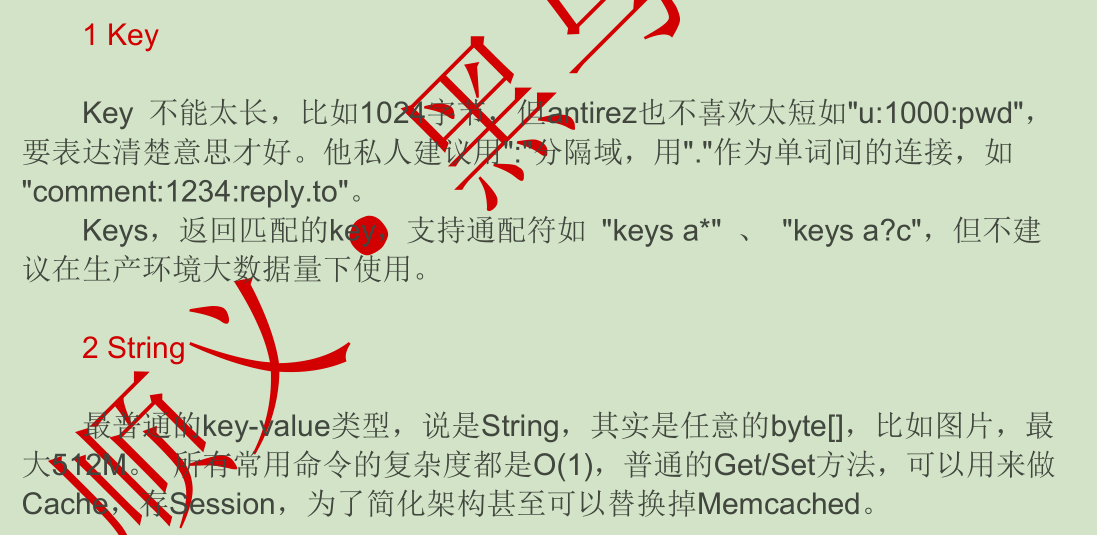 1 Key
Key 不能太长，比如1024字节，但antirez也不喜欢太短如"u:1000:pwd"，
要表达清楚意思才好。他私人建议用":"分隔域，用"."作为单词间的连接，如
"comment:1234:reply.to"。
Keys，返回匹配的key，支持通配符如 "keys a*" 、 "keys a?c"，但不建
议在生产环境大数据量下使用。
2 String
最普通的key-value类型，说是String，其实是任意的byte[]，比如图片，最
大512M。 所有常用命令的复杂度都是O(1)，普通的Get/Set方法，可以用来做
Cache，存Session，为了简化架构甚至可以替换掉Memcached。
顺义·黑